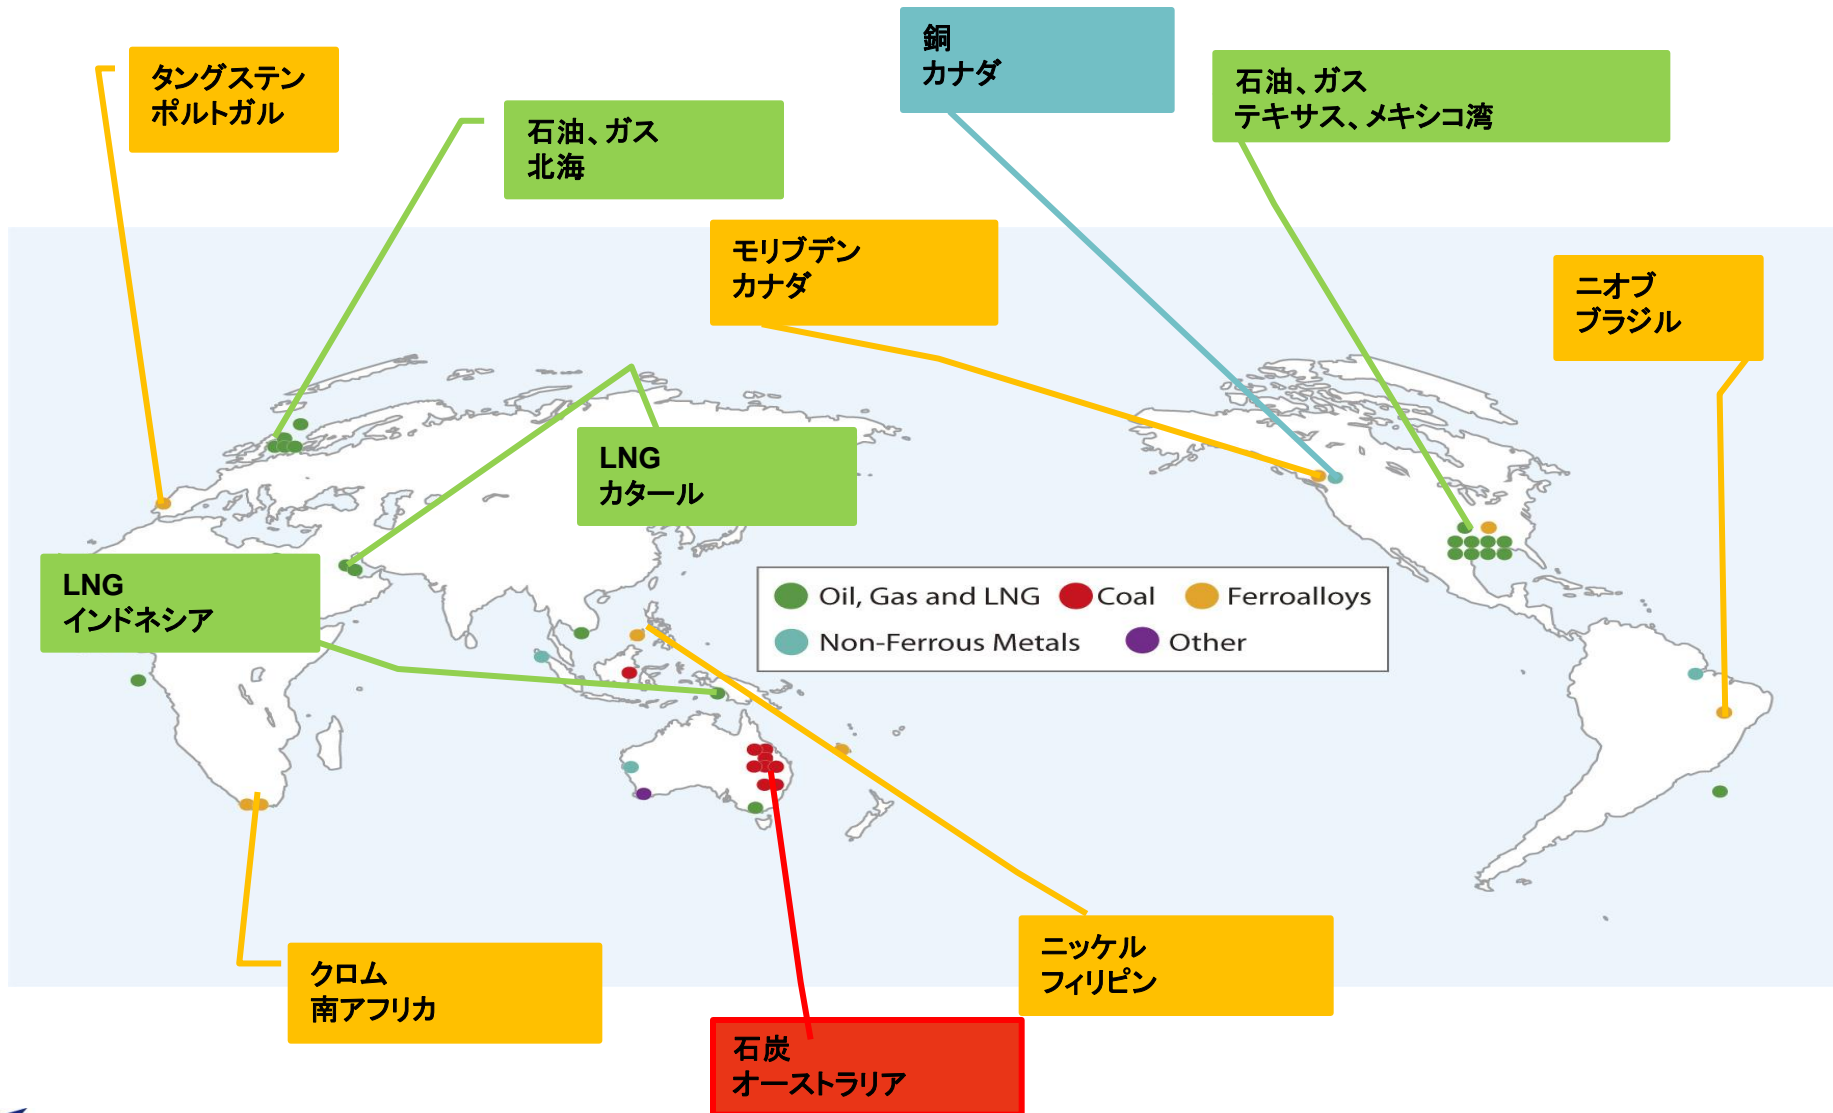 銅
カナダ
タングステン
ポルトガル
石油、ガス
テキサス、メキシコ湾
石油、ガス
北海
モリブデン
カナダ
ニオブ
ブラジル
LNG
カタール
LNG
インドネシア
Oil, Gas and LNG
Coal
Ferroalloys
Non-Ferrous Metals
Other
ニッケル
フィリピン
クロム
南アフリカ
石炭
オーストラリア